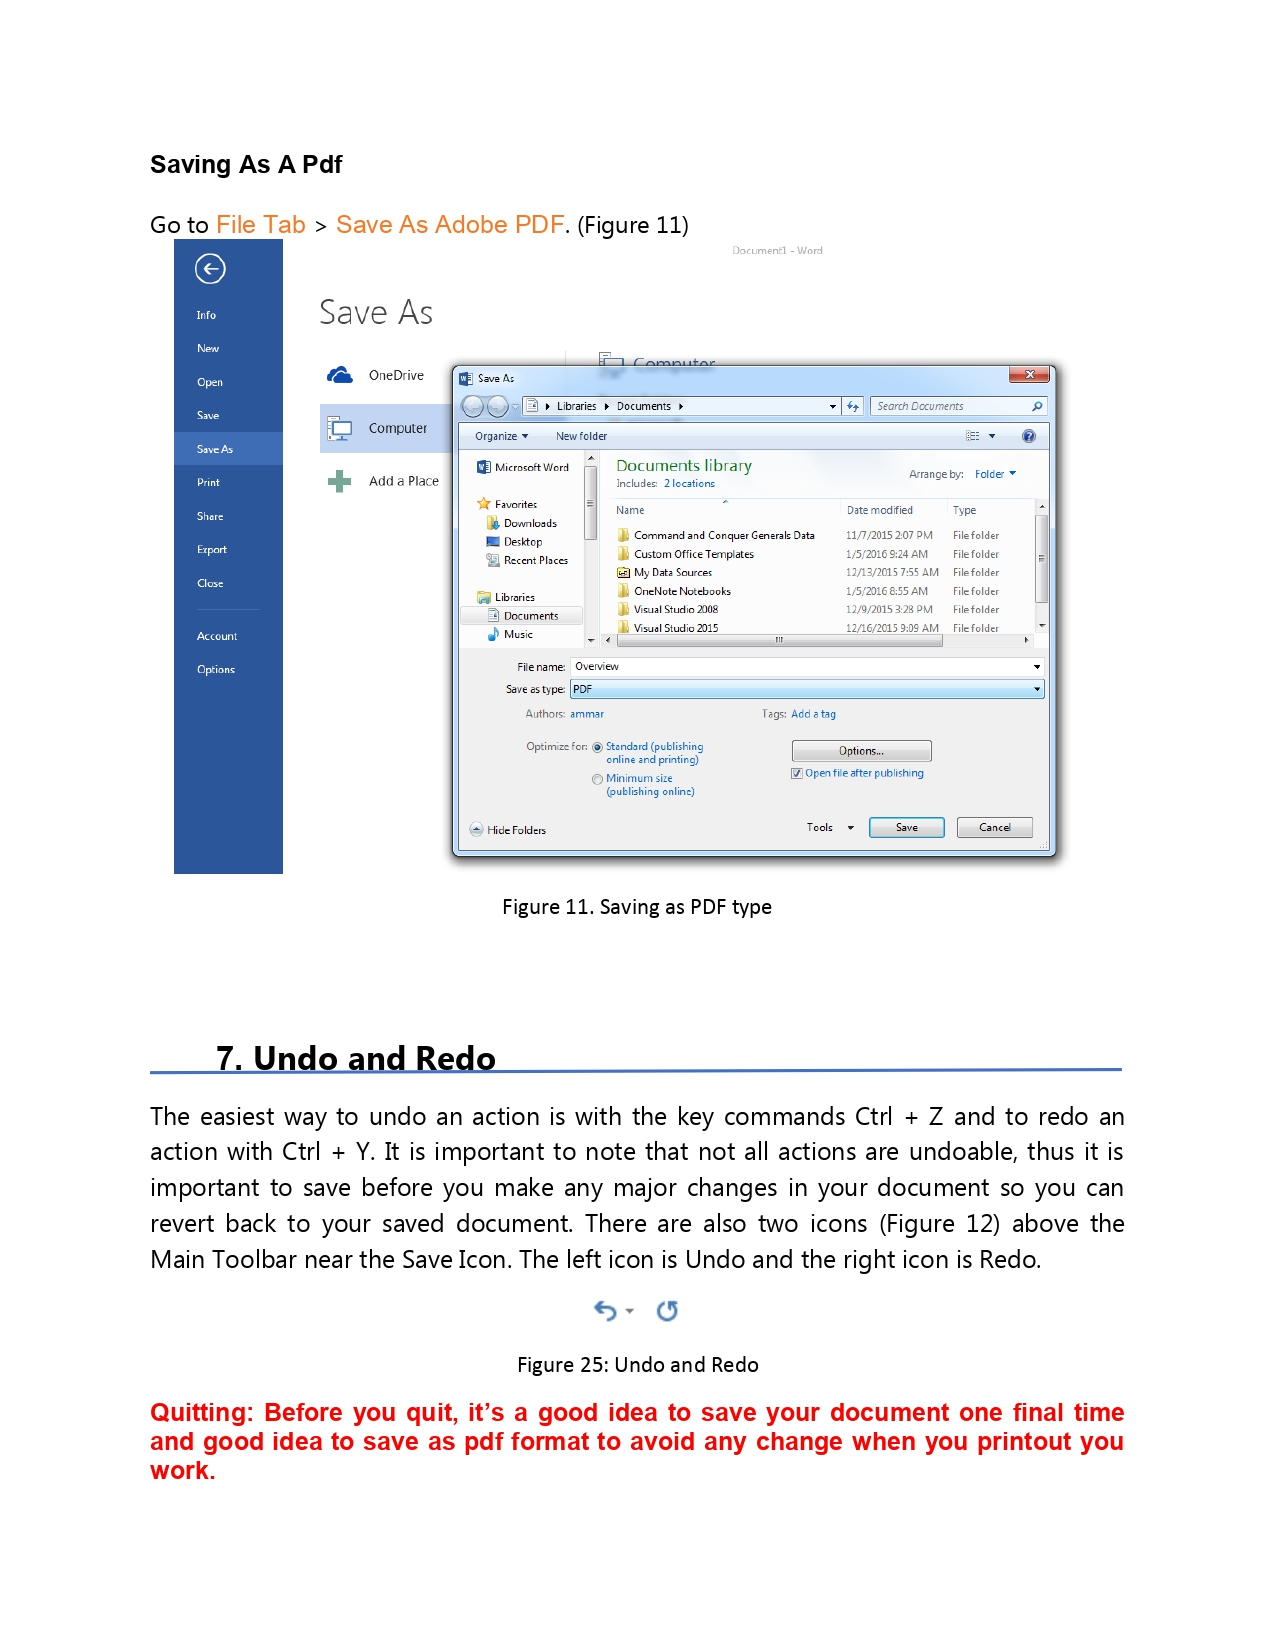 Saving As A Pdf
Go to File Tab > Save As Adobe PDF. (Figure 11)
Document1 - Word
Info
New
Open
Save
Save As
Print
Share
Export
Close
Account
Options
Save As
OneDrive
Computer
Add a Place
Computer
Save As
Libraries Documents
Search Documents
Organize New folder
Microsoft Word
Favorites
Downloads
Desktop
Recent Places
Libraries
Documents
Music
Documents library
Includes: 2 locations
Arrange by: Folder
Name Date modified Type
Command and Conquer Generals Data 11/7/2015 2:07 PM File folder
Custom Office Templates 1/5/2016 9:24 AM File folder
My Data Sources 12/13/2015 7:55 AM File folder
OneNote Notebooks 1/5/2016 8:55 AM File folder
Visual Studio 2008 12/9/2015 3:28 PM File folder
Visual Studio 2015 12/16/2015 9:09 AM File folder
File name: Overview
Save as type: PDF
Authors: ammar Tags: Add a tag
Optimize for: Standard (publishing
online and printing)
Minimum size
(publishing online)
Options...
Open file after publishing
Hide Folders
Tools Save Cancel
Figure 11. Saving as PDF type
7. Undo and Redo
The easiest way to undo an action is with the key commands Ctrl + Z and to redo an
action with Ctrl + Y. It is important to note that not all actions are undoable, thus it is
important to save before you make any major changes in your document so you can
revert back to your saved document. There are also two icons (Figure 12) above the
Main Toolbar near the Save Icon. The left icon is Undo and the right icon is Redo.
Figure 25: Undo and Redo
Quitting: Before you quit, it’s a good idea to save your document one final time
and good idea to save as pdf format to avoid any change when you printout you
work.